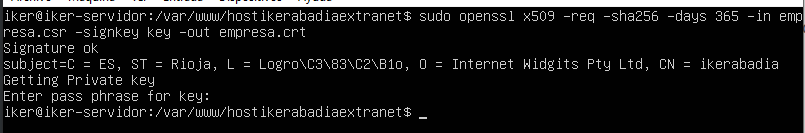 iker@iker-servidor:/var/www/hostikerabadiaextranet$ sudo openssl x509 -req -sha256 -days 365 -in emp
resa.csr -signkey key -out empresa.crt
Signature ok
subject=C = ES, ST = Rioja, L = Logro\C3\83\C2\B1o, O = Internet Widgits Pty Ltd, CN = ikerabadia
Getting Private key
Enter pass phrase for key:
iker@iker-servidor:/var/www/hostikerabadiaextranet$ _